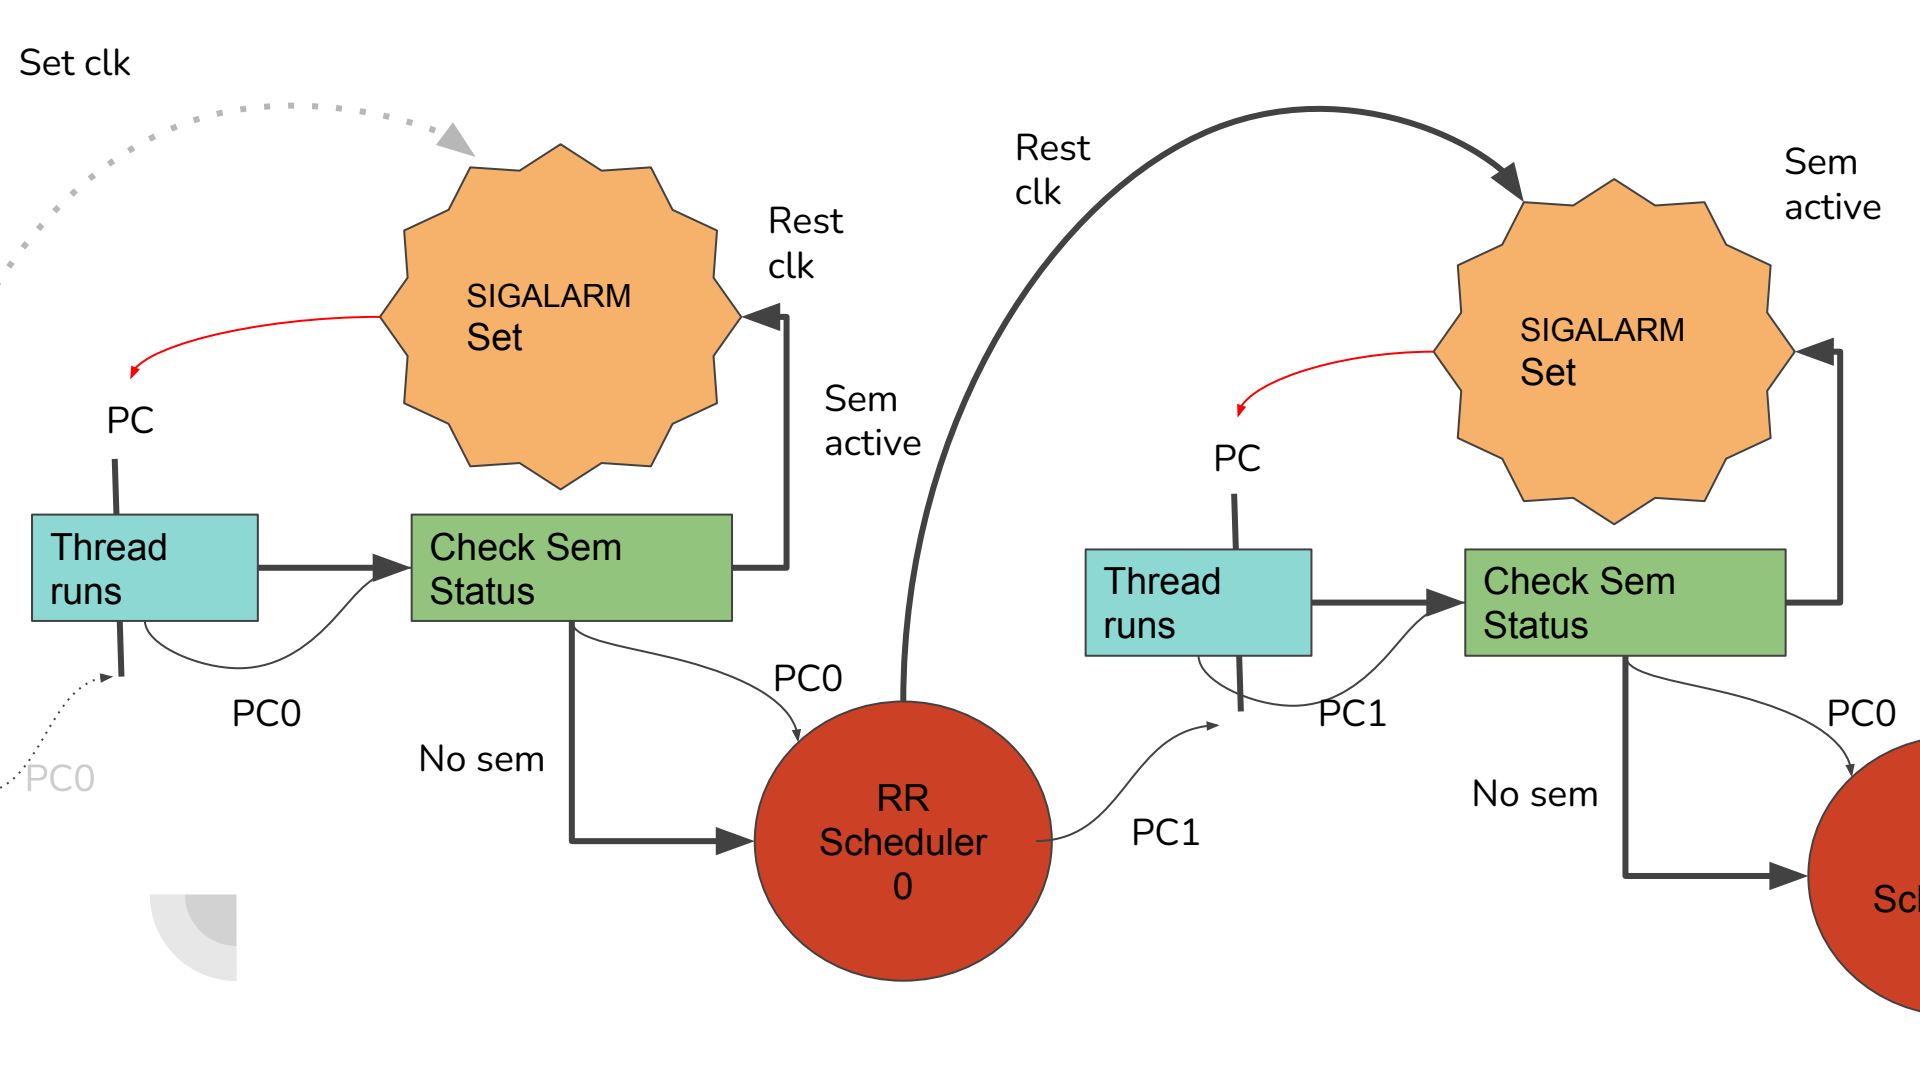 Set clk
SIGALARM
Set
Rest
clk
PC
Sem
active
Thread
runs
Check Sem
Status
PC0
PC0
PC0
No sem
RR
Scheduler
0
Rest
clk
SIGALARM
Set
Sem
active
PC
Thread
runs
Check Sem
Status
PC1
PC1
PC0
No sem